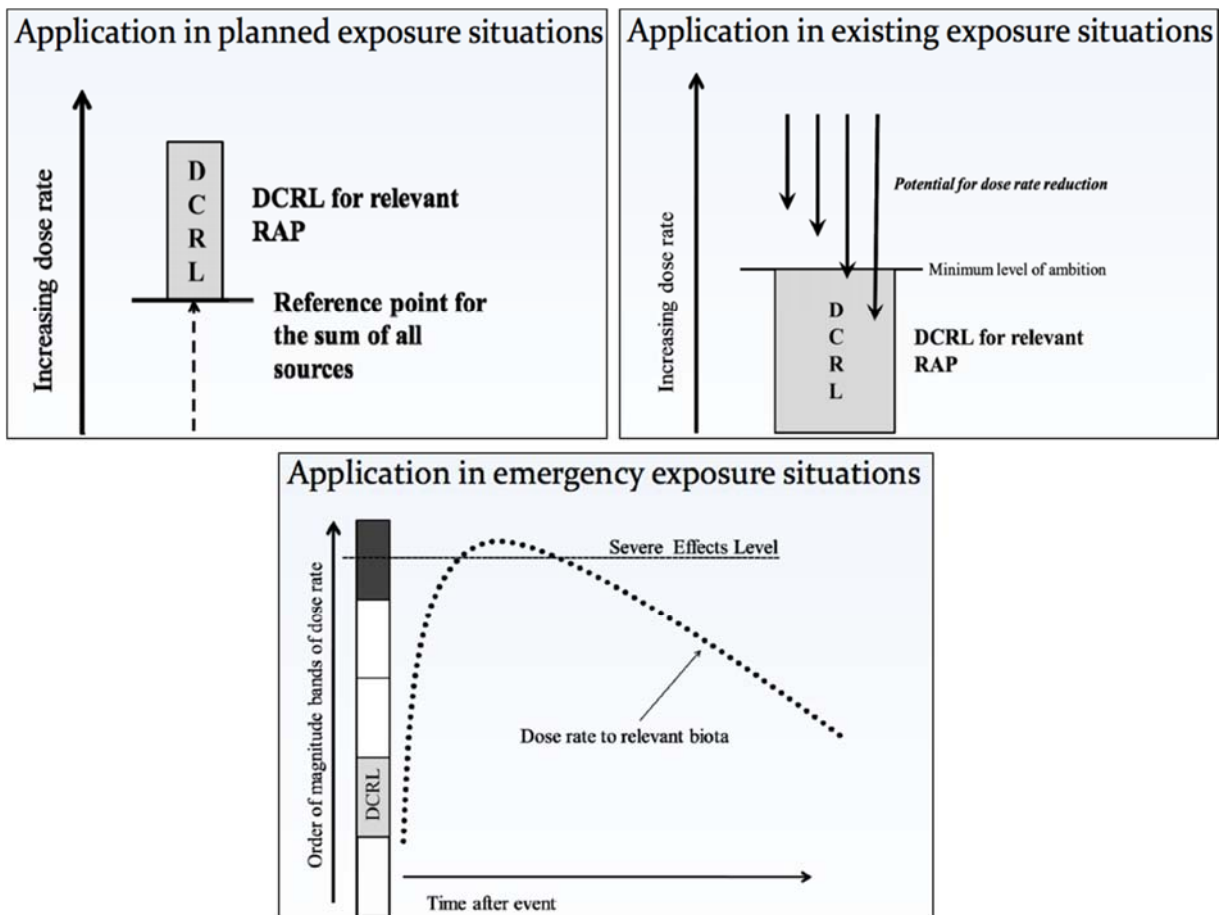 Application in planned exposure situations
Increasing dose rate
D
C
R
L
DCRL for relevant
RAP
Reference point for
the sum of all
sources
Application in existing exposure situations
Increasing dose rate
Potential for dose rate reduction
Minimum level of ambition
D
C
R
L
DCRL for relevant
RAP
Application in emergency exposure situations
Order of magnitude bands of dose rate
DCRL
Severe Effects Level
Dose rate to relevant biota
Time after event